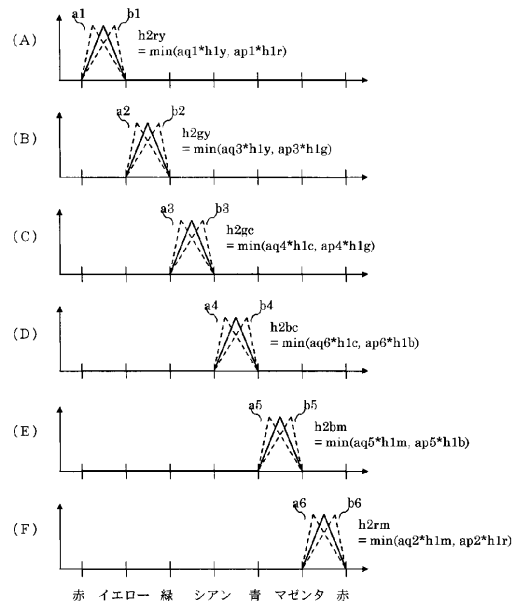 (A)
a1 b1
h2ry
= min(aq1*h1y, ap1*h1r)
(B)
a2 b2
h2gy
= min(aq3*h1y, ap3*h1g)
(C)
a3 b3
h2gc
= min(aq4*h1c, ap4*h1g)
(D)
a4 b4
h2bc
= min(aq6*h1c, ap6*h1b)
(E)
a5 b5
h2bm
= min(aq5*h1m, ap5*h1b)
(F)
a6 b6
h2rm
= min(aq2*h1m, ap2*h1r)
赤 イエロー 緑 シアン 青 マゼンタ 赤